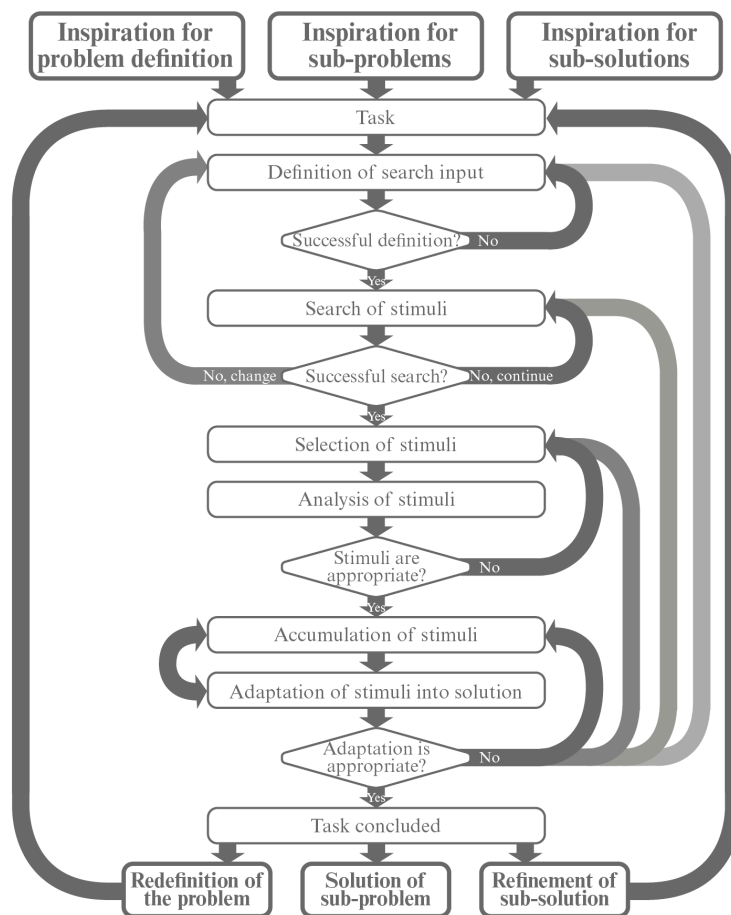 Inspiration for
problem definition
Inspiration for
sub-problems
Inspiration for
sub-solutions
Task
Definition of search input
Successful definition?
No
Yes
Search of stimuli
No, change
Successful search?
No, continue
Yes
Selection of stimuli
Analysis of stimuli
Stimuli are
appropriate?
No
Yes
Accumulation of stimuli
Adaptation of stimuli into solution
Adaptation is
appropriate?
No
Yes
Task concluded
Redefinition of
the problem
Solution of
sub-problem
Refinement of
sub-solution